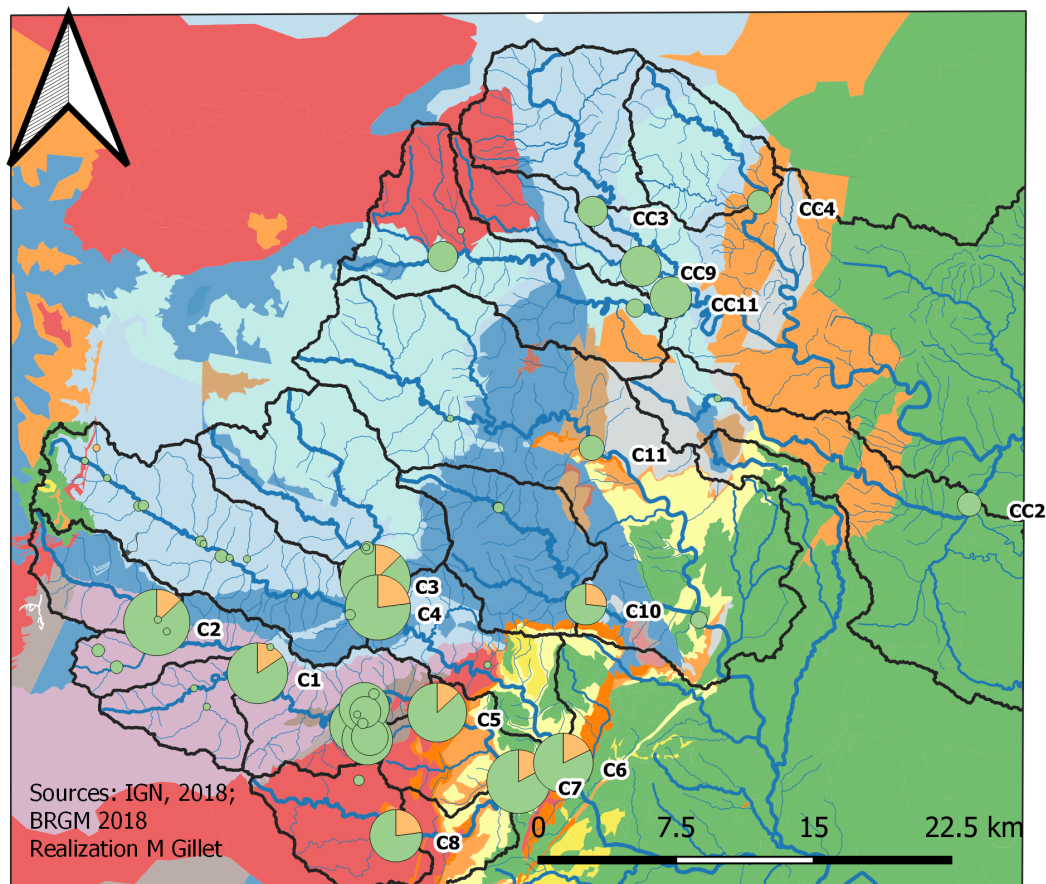 CC3
CC4
CC9
CC11
C11
CC2
C3
C4
C10
C2
C1
C5
C6
C7
Sources: IGN, 2018;
BRGM 2018
Realization M Gillet
C8
0 7.5 15 22.5 km